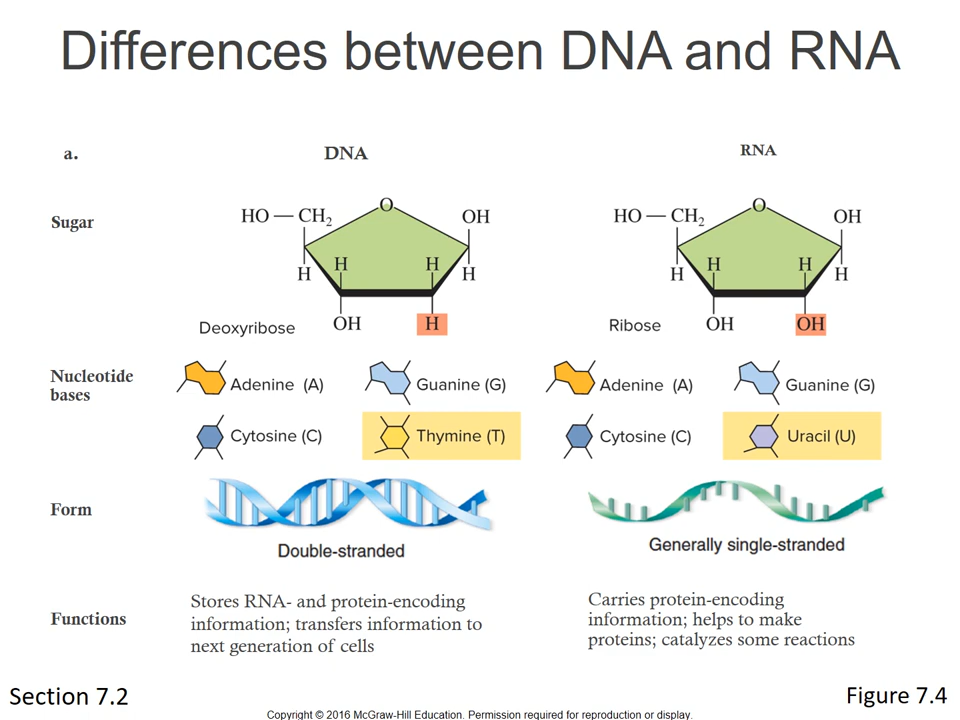 Differences between DNA and RNA
a.
DNA
RNA
Sugar
HO — CH₂
O
OH
H
H
H
H
OH
H
Deoxyribose
HO — CH₂
O
OH
H
H
H
H
OH
OH
Ribose
Nucleotide
bases
Adenine (A)
Guanine (G)
Cytosine (C)
Thymine (T)
Adenine (A)
Guanine (G)
Cytosine (C)
Uracil (U)
Form
Double-stranded
Generally single-stranded
Functions
Stores RNA- and protein-encoding
information; transfers information to
next generation of cells
Carries protein-encoding
information; helps to make
proteins; catalyzes some reactions
Section 7.2
Figure 7.4
Copyright © 2016 McGraw-Hill Education. Permission required for reproduction or display.